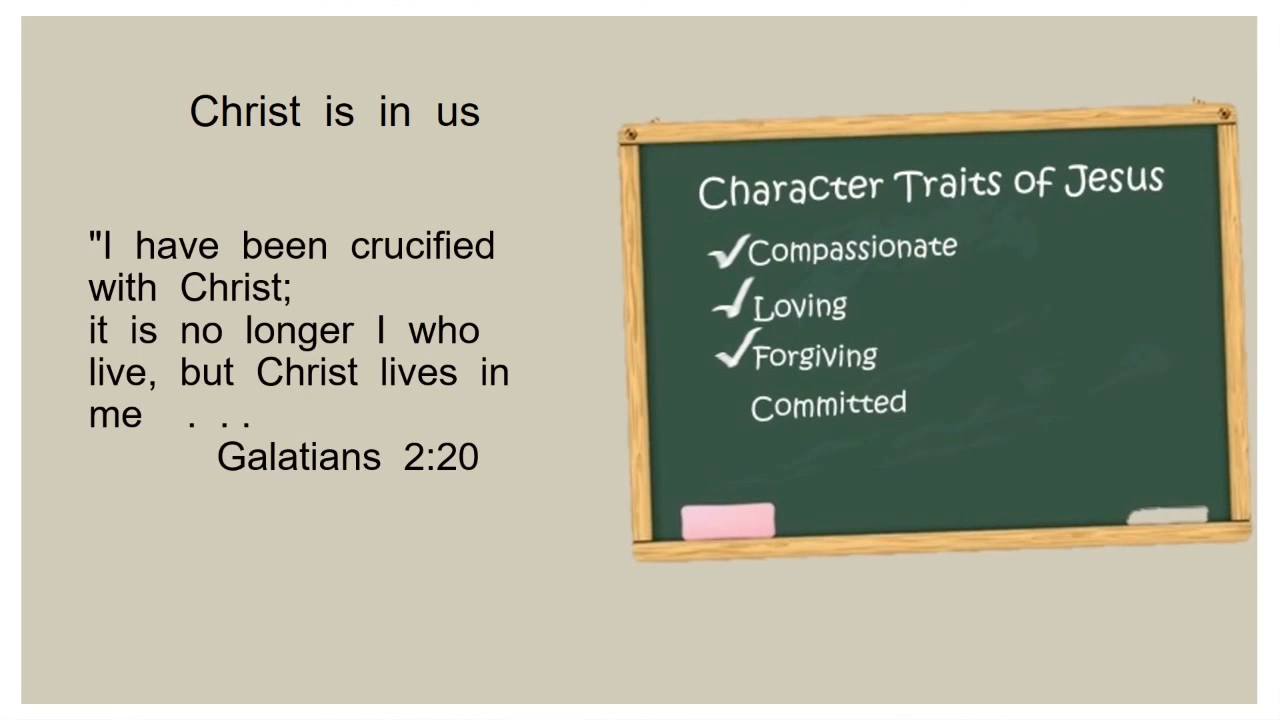 Christ is in us
"I have been crucified
with Christ;
it is no longer I who
live, but Christ lives in
me . . .
Galatians 2:20
Character Traits of Jesus
Compassionate
Loving
Forgiving
Committed